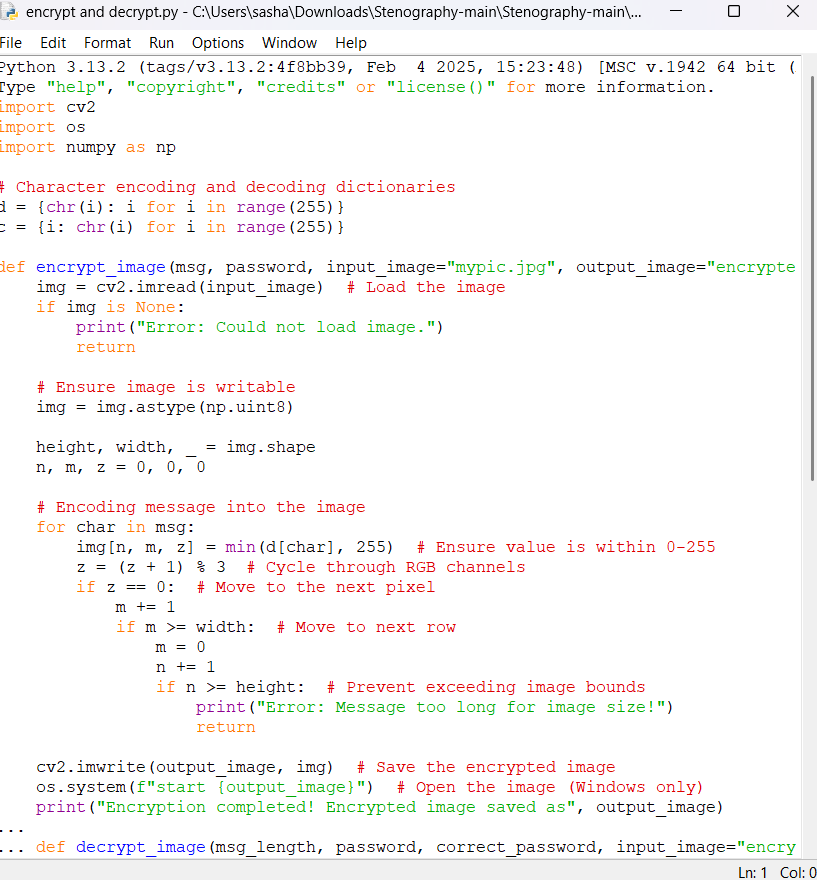 encrypt and decrypt.py - C:\Users\sasha\Downloads\Stenography-main\Stenography-main\...
File Edit Format Run Options Window Help
Python 3.13.2 (tags/v3.13.2:4f8bb39, Feb  4 2025, 15:23:48) [MSC v.1942 64 bit (
Type "help", "copyright", "credits" or "license()" for more information.
import cv2
import os
import numpy as np

# Character encoding and decoding dictionaries
d = {chr(i): i for i in range(255)}
c = {i: chr(i) for i in range(255)}

def encrypt_image(msg, password, input_image="mypic.jpg", output_image="encrypte
    img = cv2.imread(input_image)  # Load the image
    if img is None:
        print("Error: Could not load image.")
        return

    # Ensure image is writable
    img = img.astype(np.uint8)

    height, width, _ = img.shape
    n, m, z = 0, 0, 0

    # Encoding message into the image
    for char in msg:
        img[n, m, z] = min(d[char], 255)  # Ensure value is within 0-255
        z = (z + 1) % 3  # Cycle through RGB channels
        if z == 0:  # Move to the next pixel
            m += 1
            if m >= width:  # Move to next row
                m = 0
                n += 1
                if n >= height:  # Prevent exceeding image bounds
                    print("Error: Message too long for image size!")
                    return

    cv2.imwrite(output_image, img)  # Save the encrypted image
    os.system(f"start {output_image}")  # Open the image (Windows only)
    print("Encryption completed! Encrypted image saved as", output_image)
...
... def decrypt_image(msg_length, password, correct_password, input_image="encry
Ln: 1 Col: 0